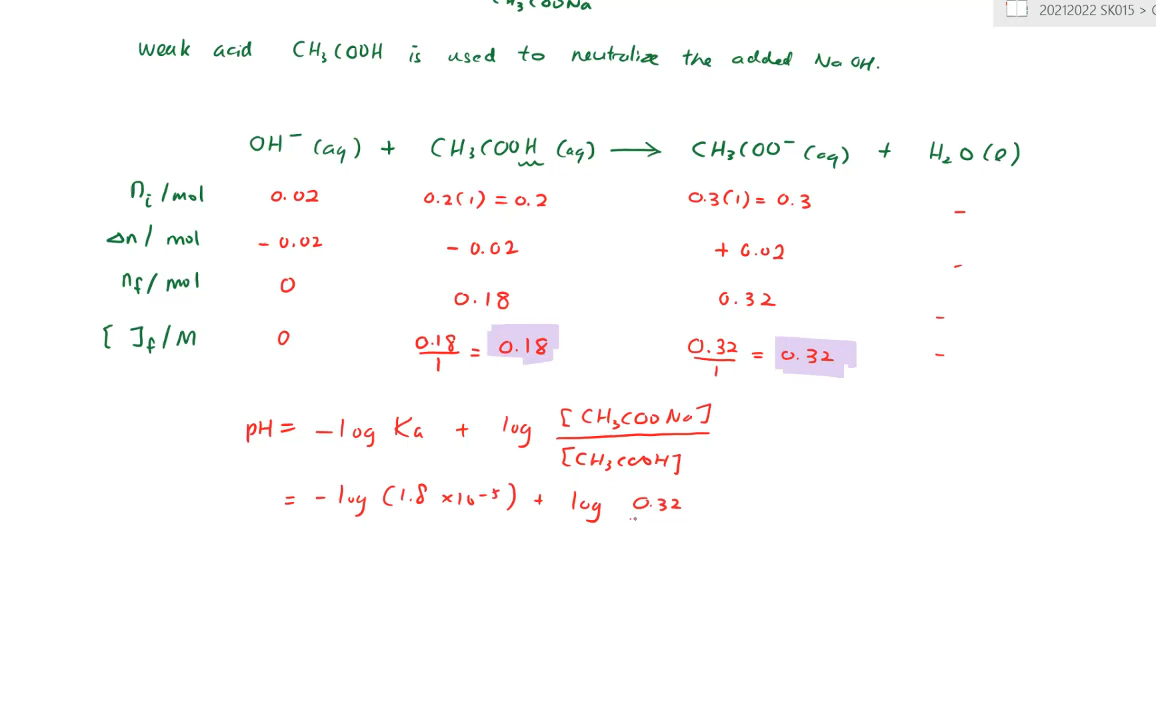 20212022 SK015 >
CH₃COONa
weak acid CH₃COOH is used to neutralize the added NaOH.
OH⁻ (aq) + CH₃COOH (aq) ⟶ CH₃COO⁻ (aq) + H₂O (l)
nᵢ / mol 0.02 0.2(1) = 0.2 0.3(1) = 0.3 -
Δn / mol - 0.02 - 0.02 + 0.02 -
n_f / mol 0 0.18 0.32 -
[ ]_f / M 0 0.18/1 = 0.18 0.32/1 = 0.32 -
pH = - log Ka + log [CH₃COONa]/[CH₃COOH]
= - log (1.8 × 10⁻⁵) + log 0.32